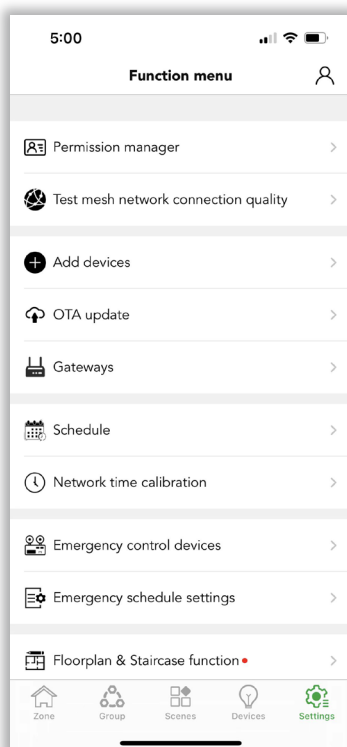 5:00
Function menu
Permission manager
Test mesh network connection quality
Add devices
OTA update
Gateways
Schedule
Network time calibration
Emergency control devices
Emergency schedule settings
Floorplan & Staircase function
Zone
Group
Scenes
Devices
Settings